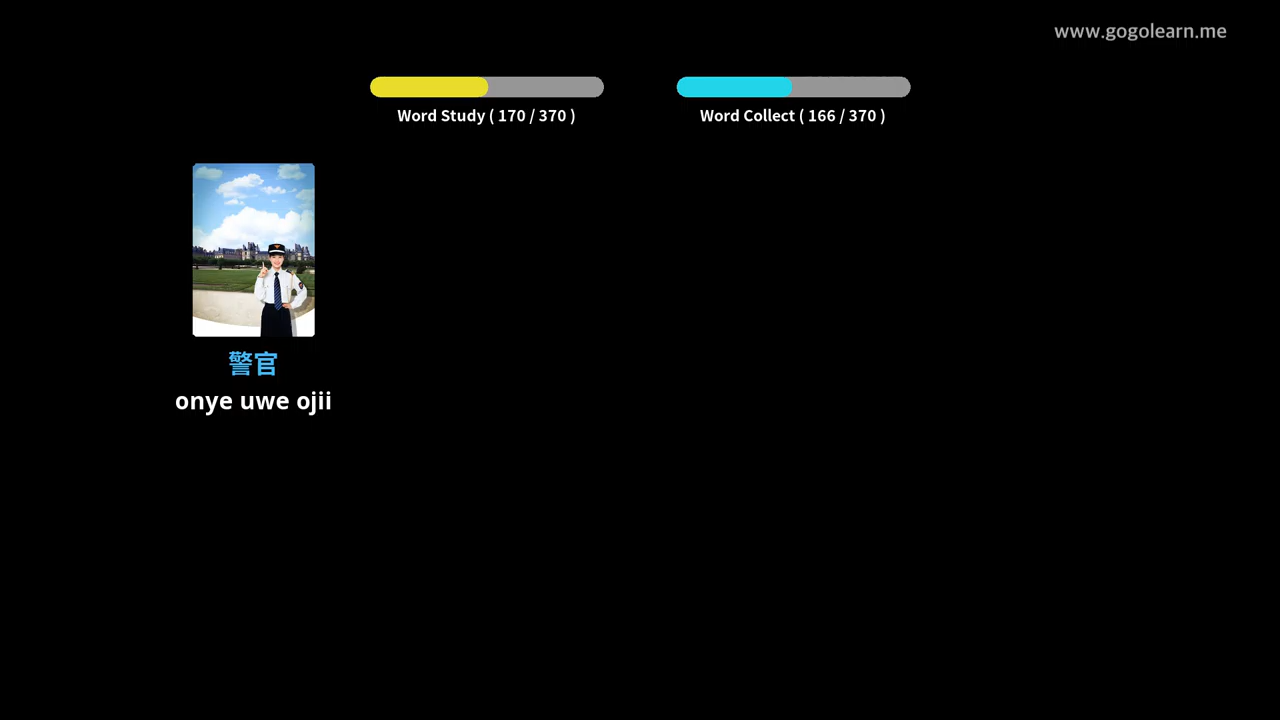 www.gogolearn.me
Word Study ( 170 / 370 )
Word Collect ( 166 / 370 )
警官
onye uwe ojii